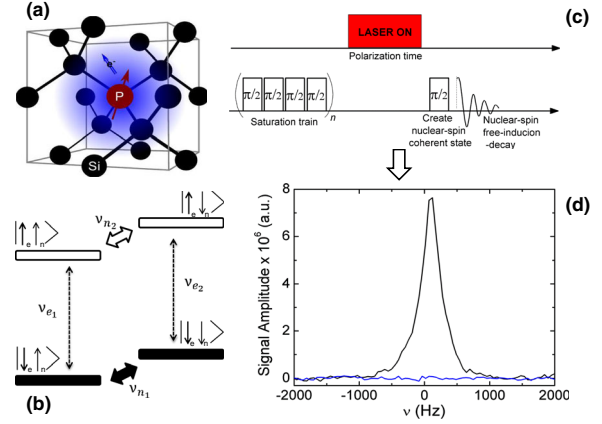 (a)
e-
P
Si
(c)
LASER ON
Polarization time
π/2 π/2 π/2 π/2
n
Saturation train
π/2
Create
nuclear-spin
coherent state
Nuclear-spin
free-inducion
-decay
(b)
|↑e ↑n⟩
νn2
|↑e ↓n⟩
νe1
νe2
|↓e ↑n⟩
|↓e ↓n⟩
νn1
(d)
Signal Amplitude x 10⁶ (a.u.)
8
6
4
2
0
-2000 -1000 0 1000 2000
ν (Hz)